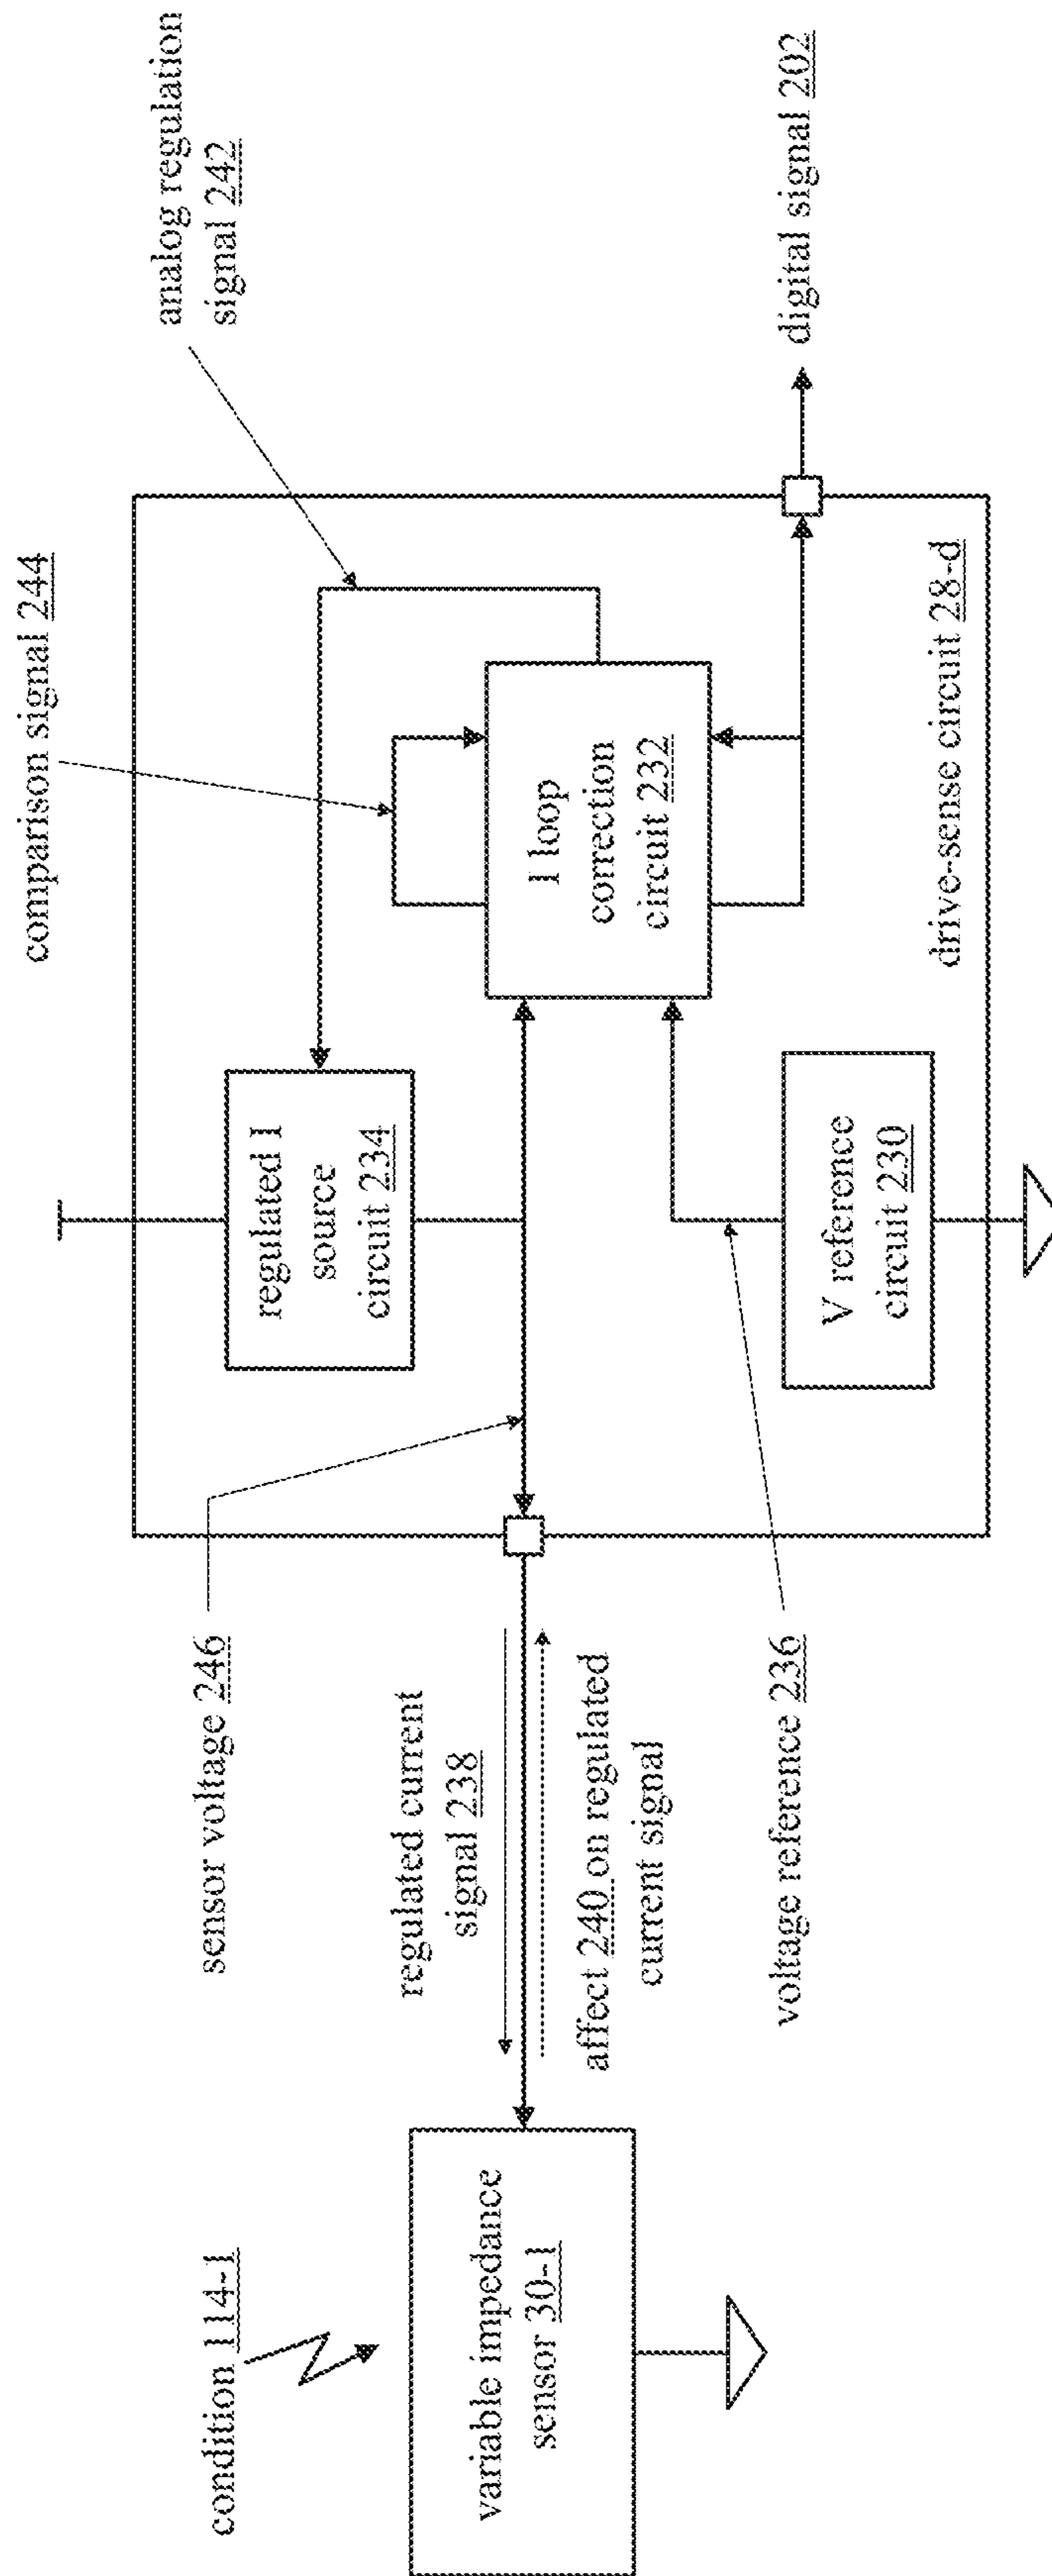 condition 114-1
variable impedance
sensor 30-1
sensor voltage 246
regulated current
signal 238
affect 240 on regulated
current signal
voltage reference 236
comparison signal 244
analog regulation
signal 242
regulated I
source
circuit 234
I loop
correction
circuit 232
V reference
circuit 230
drive-sense circuit 28-d
digital signal 202